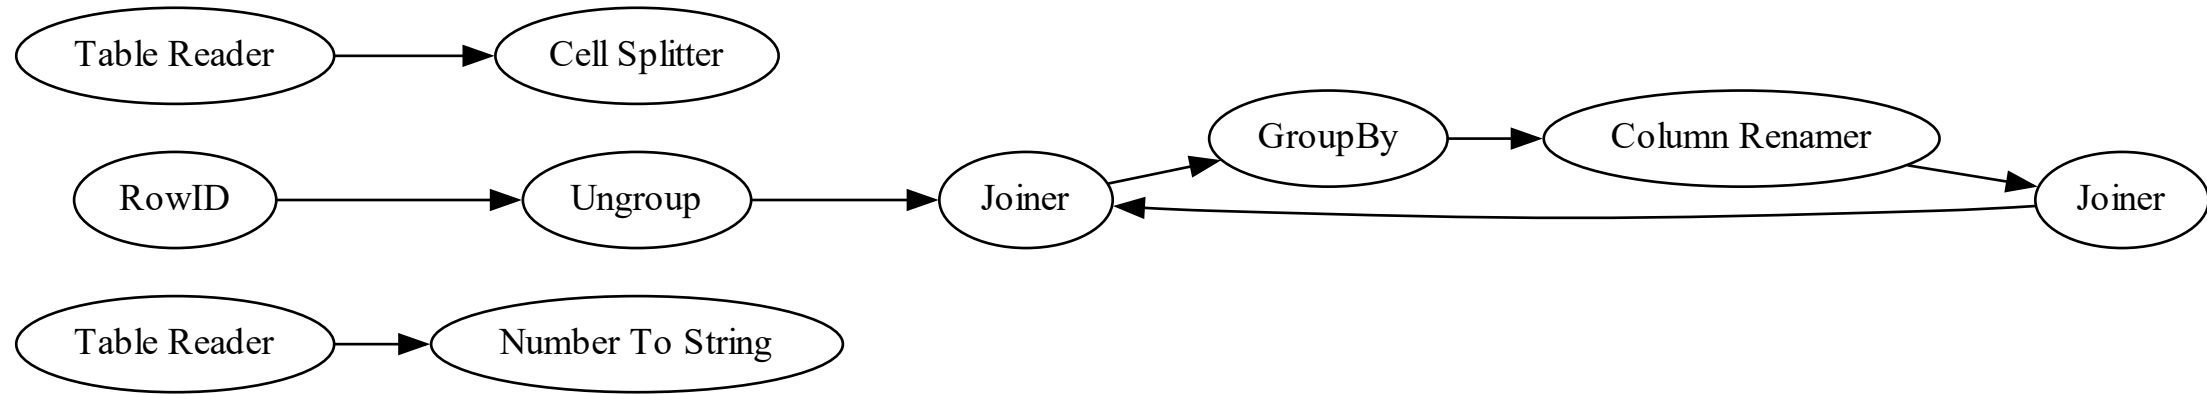 Table Reader
Cell Splitter
GroupBy
Column Renamer
RowID
Ungroup
Joiner
Joiner
Table Reader
Number To String